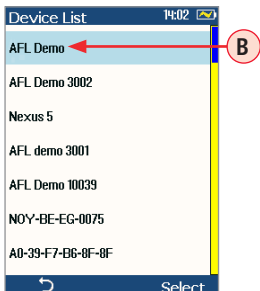 Device List 14:02
AFL Demo
B
AFL Demo 3002
Nexus 5
AFL demo 3001
AFL Demo 10039
NOY-BE-EG-0075
A0-39-F7-B6-8F-8F
Select